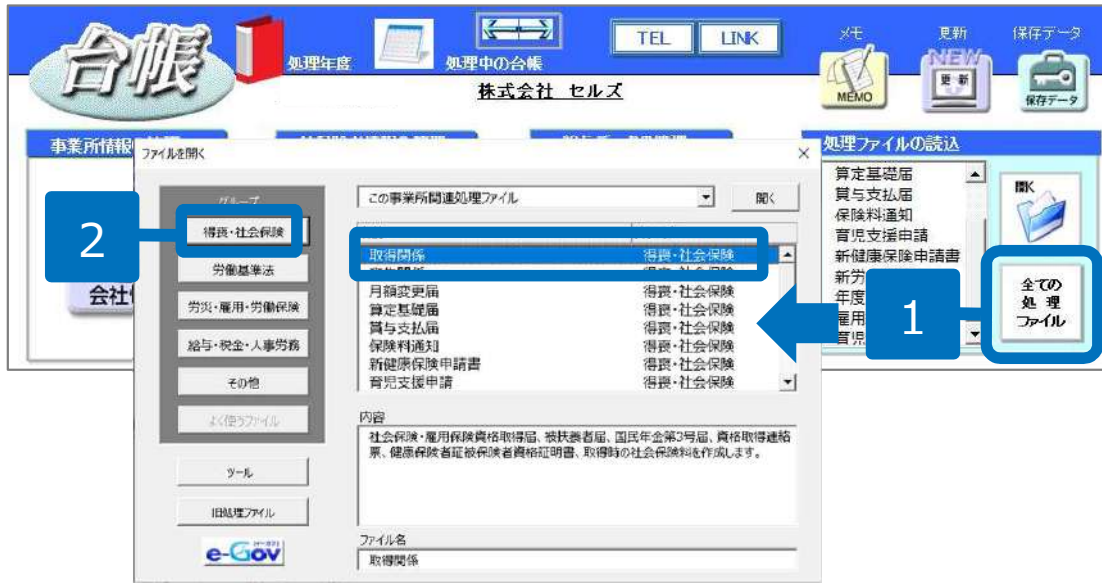 台帳
処理年度
処理中の台帳
TEL
LINK
メモ
MEMO
更新
NEW
更新
保存データ
保存データ
株式会社 セルズ
事業所情報
処理ファイルの読込
算定基礎届
賞与支払届
保険料通知
育児支援申請
新健康保険申請書
新労
年度
雇用
育児
開く
全ての
処 理
ファイル
1
会社
ファイルを開く
×
グループ
得喪・社会保険
2
労働基準法
労災・雇用・労働保険
給与・税金・人事労務
その他
よく使うファイル
ツール
旧処理ファイル
e-Gov
この事業所関連処理ファイル
開く
取得関係 得喪・社会保険
月額変更届 得喪・社会保険
算定基礎届 得喪・社会保険
賞与支払届 得喪・社会保険
保険料通知 得喪・社会保険
新健康保険申請書 得喪・社会保険
育児支援申請 得喪・社会保険
内容
社会保険・雇用保険資格取得届、被扶養者届、国民年金第3号届、資格取得連絡
票、健康保険者証被保険者資格証明書、取得時の社会保険料を作成します。
ファイル名
取得関係